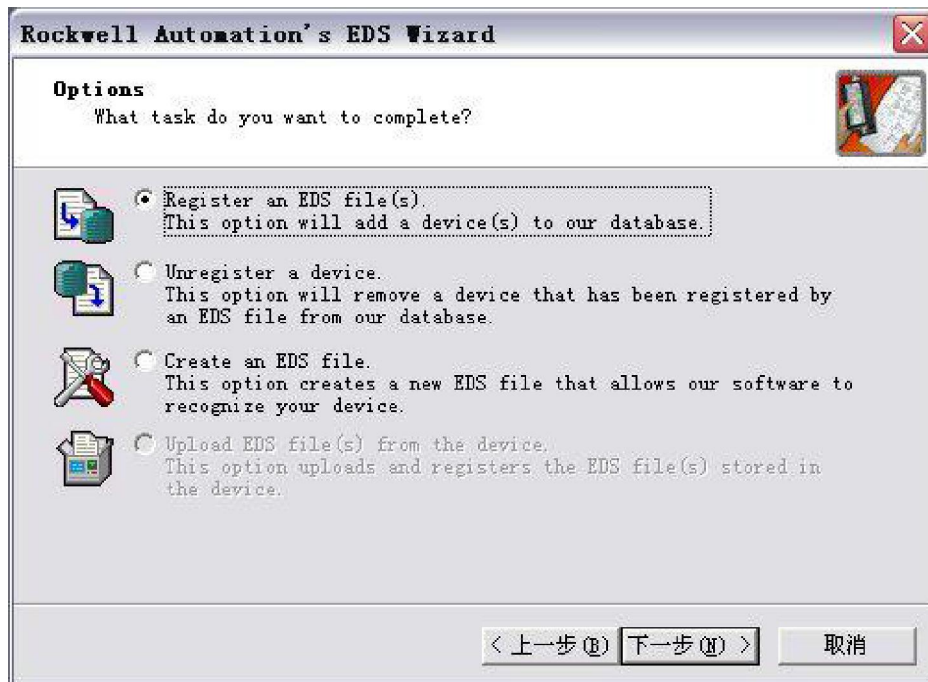 Rockwell Automation's EDS Wizard
Options
What task do you want to complete?
Register an EDS file(s).
This option will add a device(s) to our database.
Unregister a device.
This option will remove a device that has been registered by
an EDS file from our database.
Create an EDS file.
This option creates a new EDS file that allows our software to
recognize your device.
Upload EDS file(s) from the device.
This option uploads and registers the EDS file(s) stored in
the device.
< 上一步(B) 下一步(N) > 取消